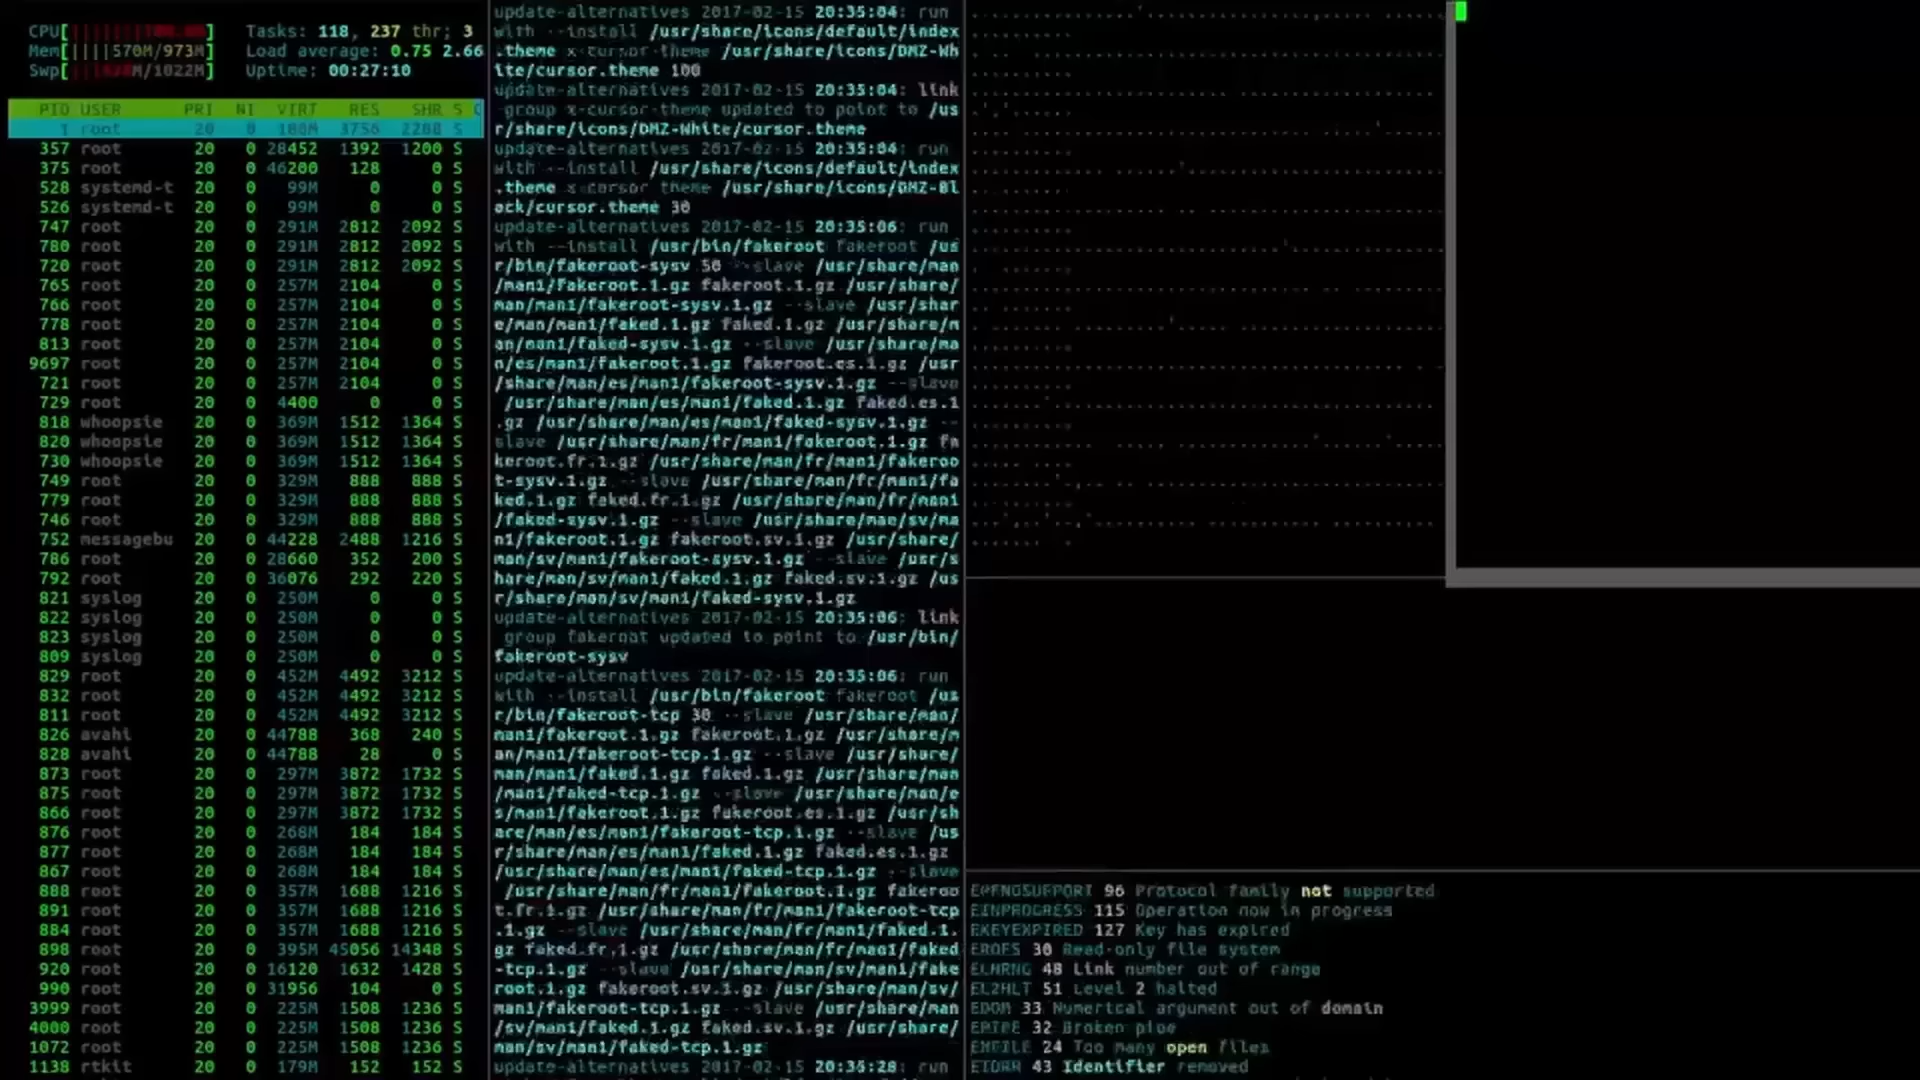 CPU[
Mem[||||570M/973M]
Swp[ M/1022M]
Tasks: 118, 237 thr; 3
Load average: 0.75 2.66
Uptime: 00:27:10
PID USER PRI NI VIRT RES SHR S
1 root 20 0 180M 3756 2288 S
357 root 20 0 28452 1392 1200 S
375 root 20 0 46200 128 0 S
528 systemd-t 20 0 99M 0 0 S
526 systemd-t 20 0 99M 0 0 S
747 root 20 0 291M 2812 2092 S
780 root 20 0 291M 2812 2092 S
720 root 20 0 291M 2812 2092 S
765 root 20 0 257M 2104 0 S
766 root 20 0 257M 2104 0 S
778 root 20 0 257M 2104 0 S
813 root 20 0 257M 2104 0 S
9697 root 20 0 257M 2104 0 S
721 root 20 0 257M 2104 0 S
729 root 20 0 4400 0 0 S
818 whoopsie 20 0 369M 1512 1364 S
820 whoopsie 20 0 369M 1512 1364 S
730 whoopsie 20 0 369M 1512 1364 S
749 root 20 0 329M 888 888 S
779 root 20 0 329M 888 888 S
746 root 20 0 329M 888 888 S
752 messagebu 20 0 44228 2488 1216 S
786 root 20 0 28660 352 200 S
792 root 20 0 36076 292 220 S
821 syslog 20 0 250M 0 0 S
822 syslog 20 0 250M 0 0 S
823 syslog 20 0 250M 0 0 S
809 syslog 20 0 250M 0 0 S
829 root 20 0 452M 4492 3212 S
832 root 20 0 452M 4492 3212 S
811 root 20 0 452M 4492 3212 S
826 avahi 20 0 44788 368 240 S
828 avahi 20 0 44788 28 0 S
873 root 20 0 297M 3872 1732 S
875 root 20 0 297M 3872 1732 S
866 root 20 0 297M 3872 1732 S
876 root 20 0 268M 184 184 S
877 root 20 0 268M 184 184 S
867 root 20 0 268M 184 184 S
888 root 20 0 357M 1688 1216 S
891 root 20 0 357M 1688 1216 S
884 root 20 0 357M 1688 1216 S
898 root 20 0 395M 45056 14348 S
920 root 20 0 16120 1632 1428 S
990 root 20 0 31956 104 0 S
3999 root 20 0 225M 1508 1236 S
4000 root 20 0 225M 1508 1236 S
1072 root 20 0 225M 1508 1236 S
1138 rtkit 20 0 179M 152 152 S
update-alternatives 2017-02-15 20:35:04: run
with --install /usr/share/icons/default/index
.theme x-cursor-theme /usr/share/icons/DMZ-Wh
ite/cursor.theme 100
update-alternatives 2017-02-15 20:35:04: link
group x-cursor-theme updated to point to /us
r/share/icons/DMZ-White/cursor.theme
update-alternatives 2017-02-15 20:35:04: run
with --install /usr/share/icons/default/index
.theme x-cursor-theme /usr/share/icons/DMZ-Bl
ack/cursor.theme 30
update-alternatives 2017-02-15 20:35:06: run
with --install /usr/bin/fakeroot fakeroot /us
r/bin/fakeroot-sysv 50 --slave /usr/share/man
/man1/fakeroot.1.gz fakeroot.1.gz /usr/share/
man/man1/fakeroot-sysv.1.gz --slave /usr/shar
e/man/man1/faked.1.gz faked.1.gz /usr/share/m
an/man1/faked-sysv.1.gz --slave /usr/share/ma
n/es/man1/fakeroot.1.gz fakeroot.es.1.gz /usr
/share/man/es/man1/fakeroot-sysv.1.gz --slave
/usr/share/man/es/man1/faked.1.gz faked.es.1
.gz /usr/share/man/es/man1/faked-sysv.1.gz --
slave /usr/share/man/fr/man1/fakeroot.1.gz fa
keroot.fr.1.gz /usr/share/man/fr/man1/fakeroo
t-sysv.1.gz --slave /usr/share/man/fr/man1/fa
ked.1.gz faked.fr.1.gz /usr/share/man/fr/man1
/faked-sysv.1.gz --slave /usr/share/man/sv/ma
n1/fakeroot.1.gz fakeroot.sv.1.gz /usr/share/
man/sv/man1/fakeroot-sysv.1.gz --slave /usr/s
hare/man/sv/man1/faked.1.gz faked.sv.1.gz /us
r/share/man/sv/man1/faked-sysv.1.gz
update-alternatives 2017-02-15 20:35:06: link
group fakeroot updated to point to /usr/bin/
fakeroot-sysv
update-alternatives 2017-02-15 20:35:06: run
with --install /usr/bin/fakeroot fakeroot /us
r/bin/fakeroot-tcp 30 --slave /usr/share/man/
man1/fakeroot.1.gz fakeroot.1.gz /usr/share/m
an/man1/fakeroot-tcp.1.gz --slave /usr/share/
man/man1/faked.1.gz faked.1.gz /usr/share/man
/man1/faked-tcp.1.gz --slave /usr/share/man/e
s/man1/fakeroot.1.gz fakeroot.es.1.gz /usr/sh
are/man/es/man1/fakeroot-tcp.1.gz --slave /us
r/share/man/es/man1/faked.1.gz faked.es.1.gz
/usr/share/man/es/man1/faked-tcp.1.gz --slave
/usr/share/man/fr/man1/fakeroot.1.gz fakeroo
t.fr.1.gz /usr/share/man/fr/man1/fakeroot-tcp
.1.gz --slave /usr/share/man/fr/man1/faked.1.
gz faked.fr.1.gz /usr/share/man/fr/man1/faked
-tcp.1.gz --slave /usr/share/man/sv/man1/fake
root.1.gz fakeroot.sv.1.gz /usr/share/man/sv/
man1/fakeroot-tcp.1.gz --slave /usr/share/man
/sv/man1/faked.1.gz faked.sv.1.gz /usr/share/
man/sv/man1/faked-tcp.1.gz
update-alternatives 2017-02-15 20:36:28: run
EPFNOSUPPORT 96 Protocol family not supported
EINPROGRESS 115 Operation now in progress
EKEYEXPIRED 127 Key has expired
EROFS 30 Read-only file system
ELNRNG 48 Link number out of range
EL2HLT 51 Level 2 halted
EDOM 33 Numerical argument out of domain
EPIPE 32 Broken pipe
EMFILE 24 Too many open files
EIDRM 43 Identifier removed